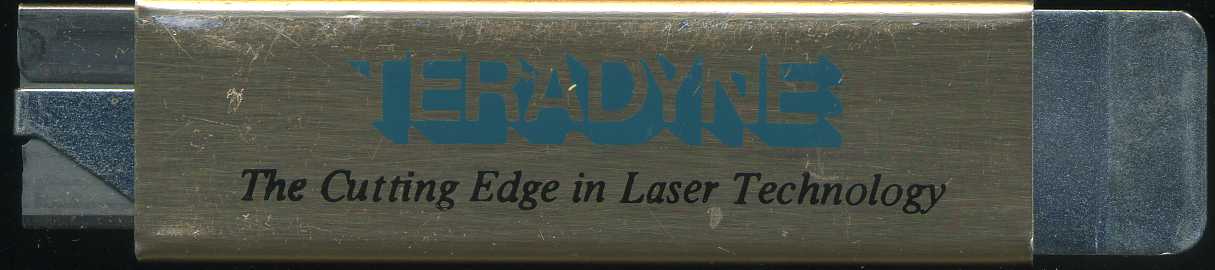 TERADYNE
The Cutting Edge in Laser Technology